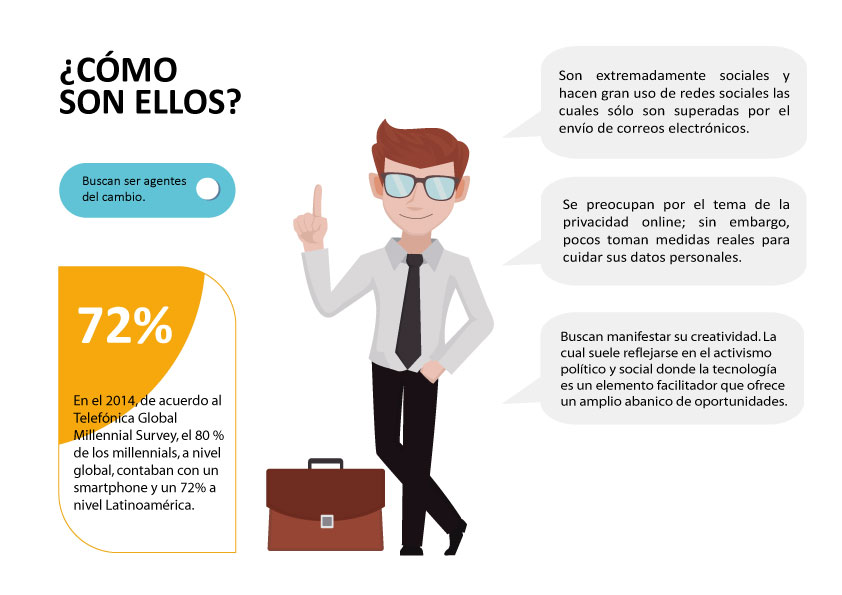 ¿CÓMO
SON ELLOS?
Buscan ser agentes
del cambio.
72%
En el 2014, de acuerdo al
Telefónica Global
Millennial Survey, el 80 %
de los millennials, a nivel
global, contaban con un
smartphone y un 72% a
nivel Latinoamérica.
Son extremadamente sociales y
hacen gran uso de redes sociales las
cuales sólo son superadas por el
envío de correos electrónicos.
Se preocupan por el tema de la
privacidad online; sin embargo,
pocos toman medidas reales para
cuidar sus datos personales.
Buscan manifestar su creatividad. La
cual suele reflejarse en el activismo
político y social donde la tecnología
es un elemento facilitador que ofrece
un amplio abanico de oportunidades.